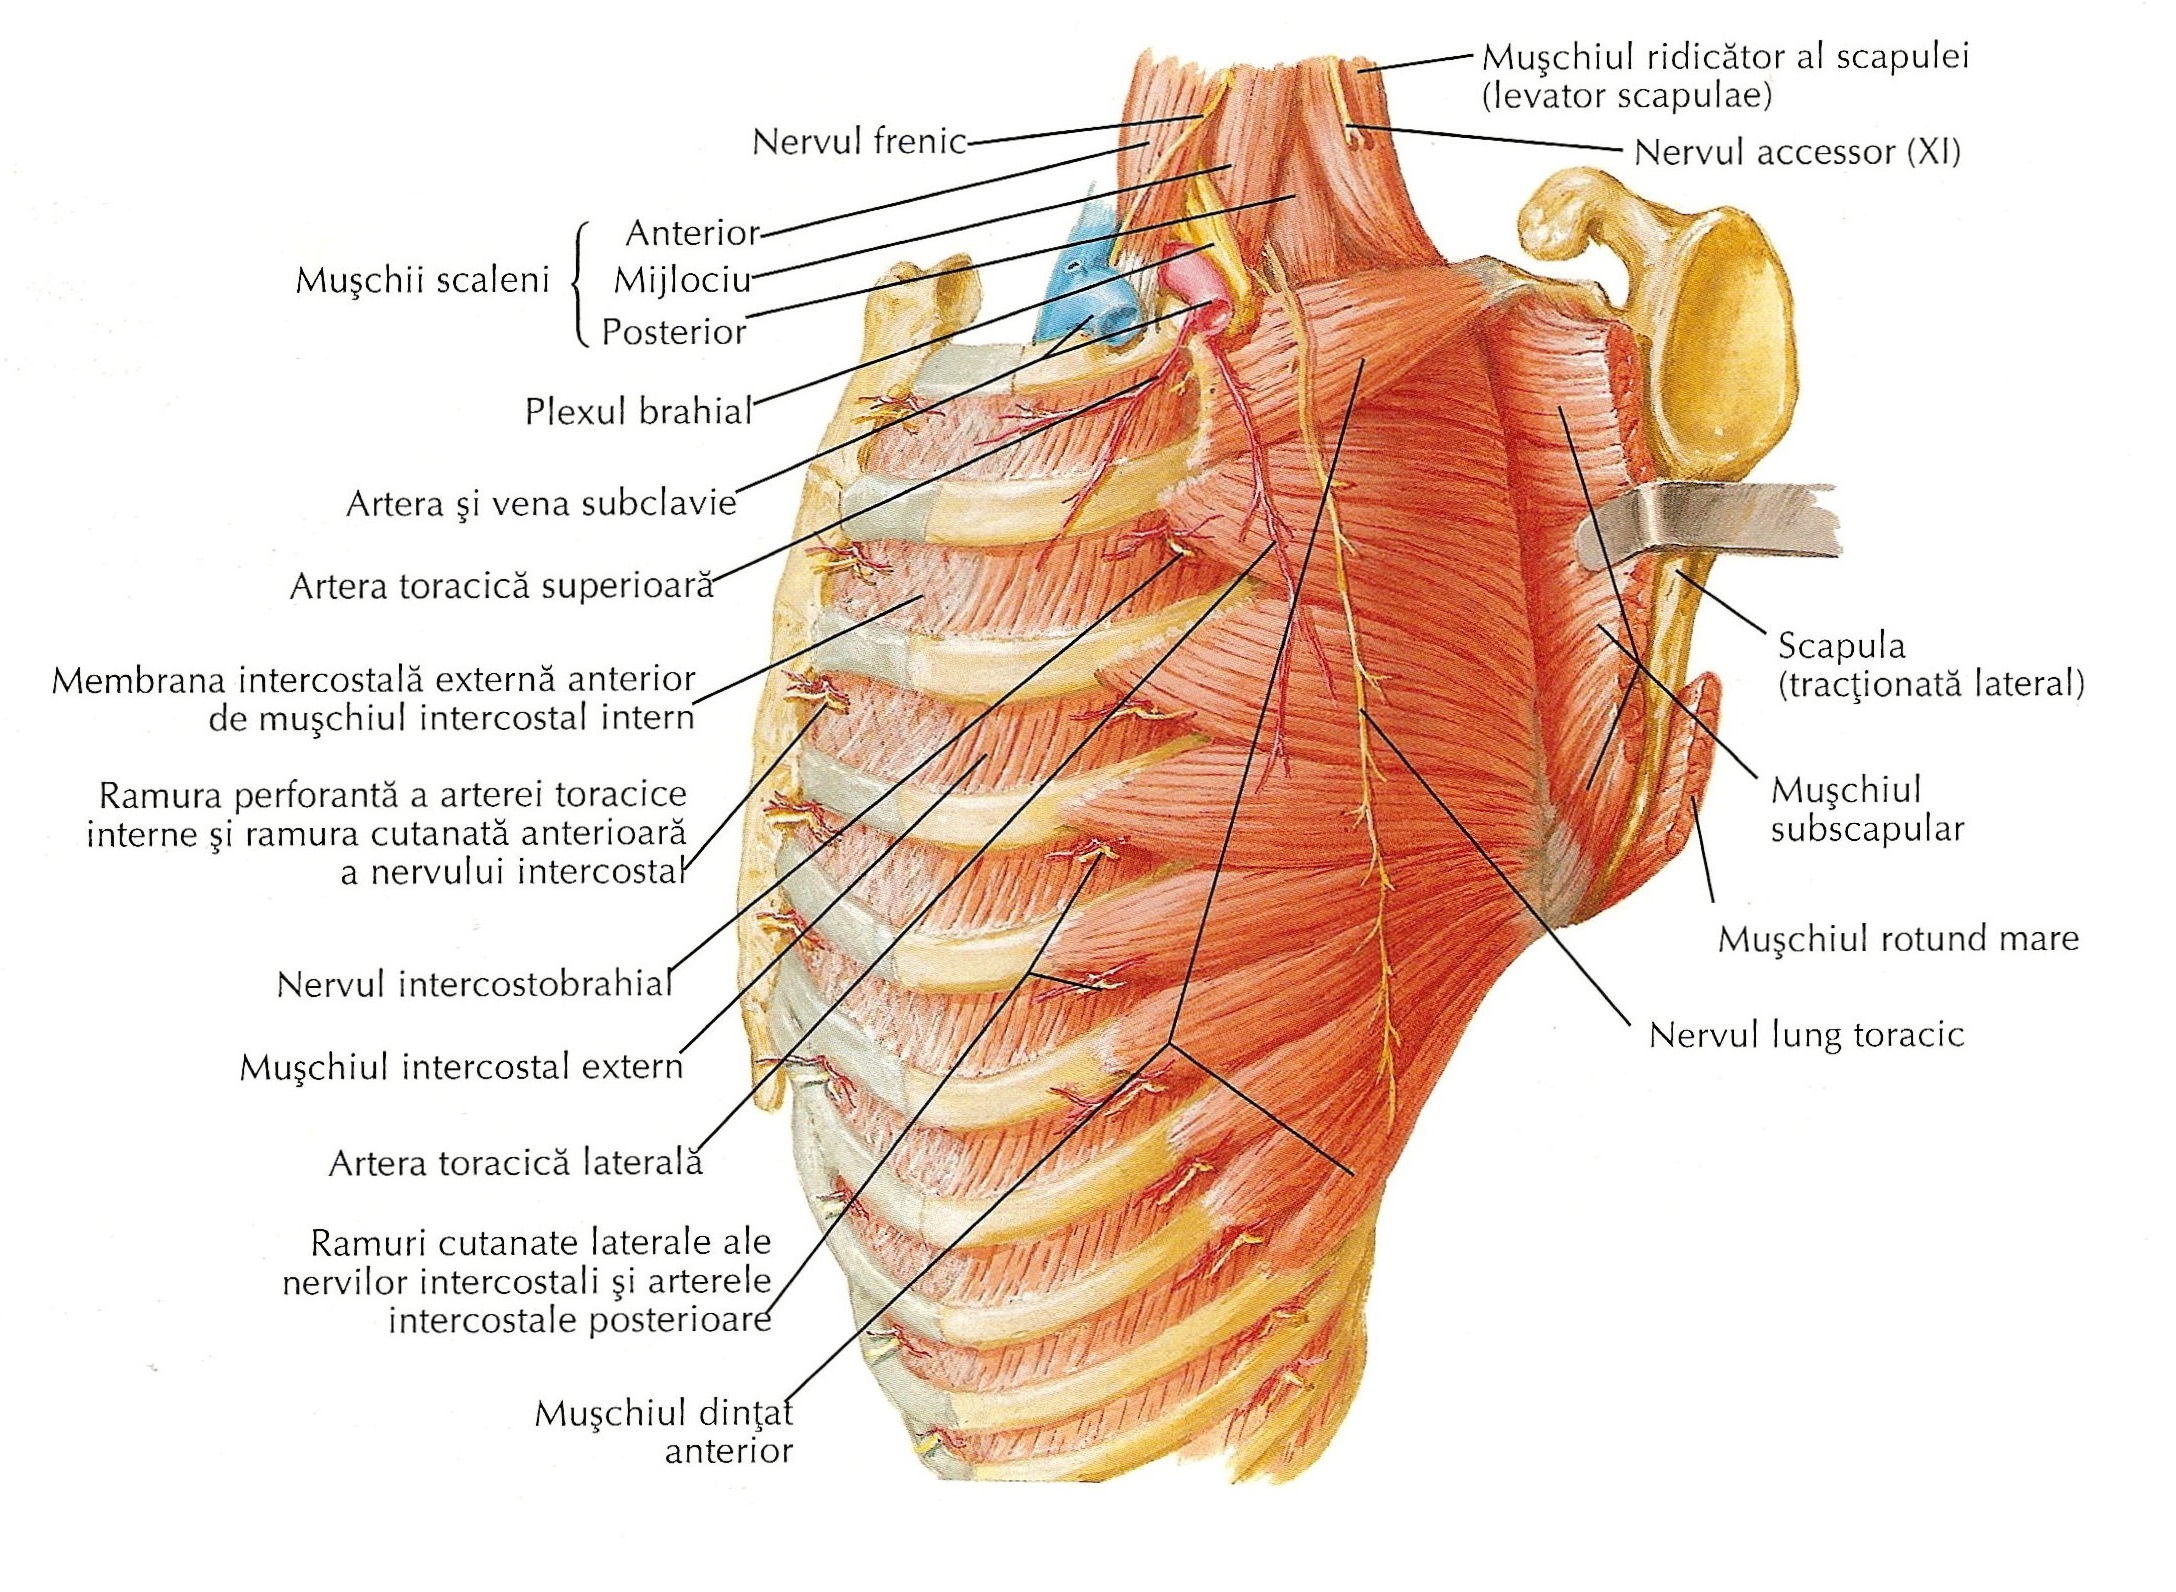 Muşchiul ridicător al scapulei
(levator scapulae)
Nervul frenic
Nervul accessor (XI)
Muşchii scaleni
Anterior
Mijlociu
Posterior
Plexul brahial
Artera şi vena subclavie
Artera toracică superioară
Membrana intercostală externă anterior
de muşchiul intercostal intern
Ramura perforantă a arterei toracice
interne şi ramura cutanată anterioară
a nervului intercostal
Nervul intercostobrahial
Muşchiul intercostal extern
Artera toracică laterală
Ramuri cutanate laterale ale
nervilor intercostali şi arterele
intercostale posterioare
Muşchiul dinţat
anterior
Scapula
(tracţionată lateral)
Muşchiul
subscapular
Muşchiul rotund mare
Nervul lung toracic